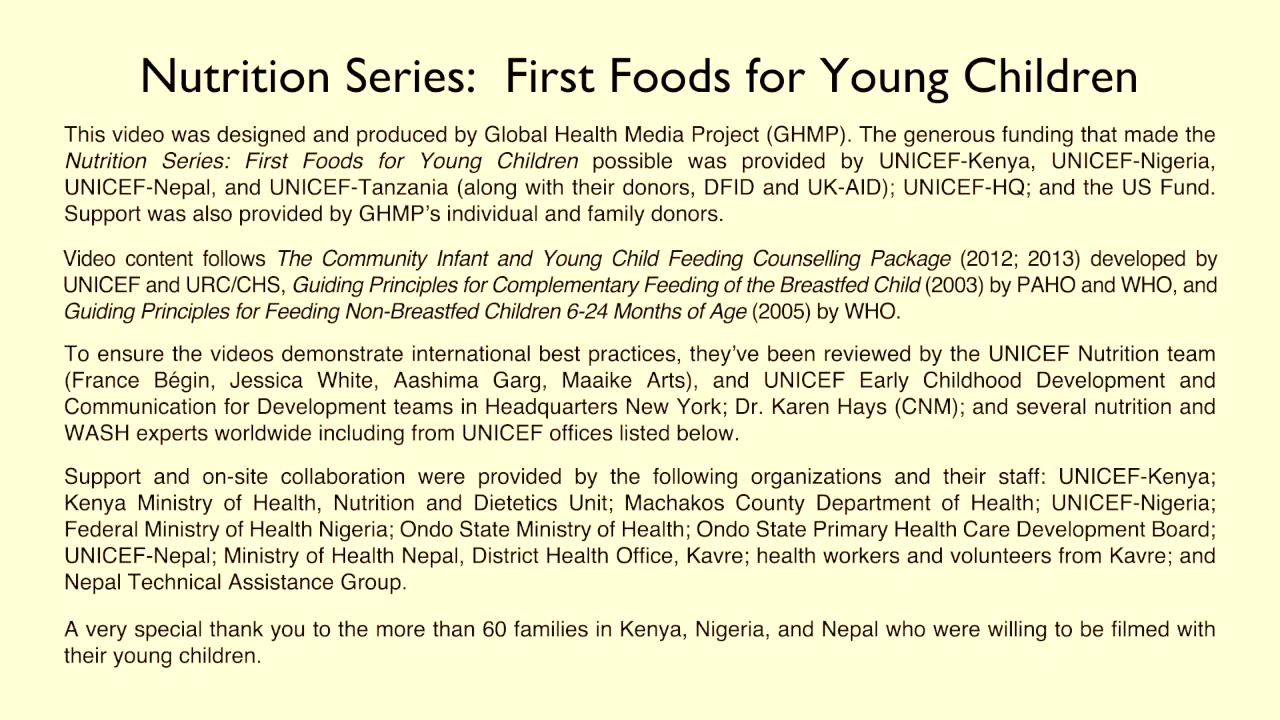 Nutrition Series: First Foods for Young Children
This video was designed and produced by Global Health Media Project (GHMP). The generous funding that made the
Nutrition Series: First Foods for Young Children possible was provided by UNICEF-Kenya, UNICEF-Nigeria,
UNICEF-Nepal, and UNICEF-Tanzania (along with their donors, DFID and UK-AID); UNICEF-HQ; and the US Fund.
Support was also provided by GHMP’s individual and family donors.
Video content follows The Community Infant and Young Child Feeding Counselling Package (2012; 2013) developed by
UNICEF and URC/CHS, Guiding Principles for Complementary Feeding of the Breastfed Child (2003) by PAHO and WHO, and
Guiding Principles for Feeding Non-Breastfed Children 6-24 Months of Age (2005) by WHO.
To ensure the videos demonstrate international best practices, they’ve been reviewed by the UNICEF Nutrition team
(France Bégin, Jessica White, Aashima Garg, Maaike Arts), and UNICEF Early Childhood Development and
Communication for Development teams in Headquarters New York; Dr. Karen Hays (CNM); and several nutrition and
WASH experts worldwide including from UNICEF offices listed below.
Support and on-site collaboration were provided by the following organizations and their staff: UNICEF-Kenya;
Kenya Ministry of Health, Nutrition and Dietetics Unit; Machakos County Department of Health; UNICEF-Nigeria;
Federal Ministry of Health Nigeria; Ondo State Ministry of Health; Ondo State Primary Health Care Development Board;
UNICEF-Nepal; Ministry of Health Nepal, District Health Office, Kavre; health workers and volunteers from Kavre; and
Nepal Technical Assistance Group.
A very special thank you to the more than 60 families in Kenya, Nigeria, and Nepal who were willing to be filmed with
their young children.